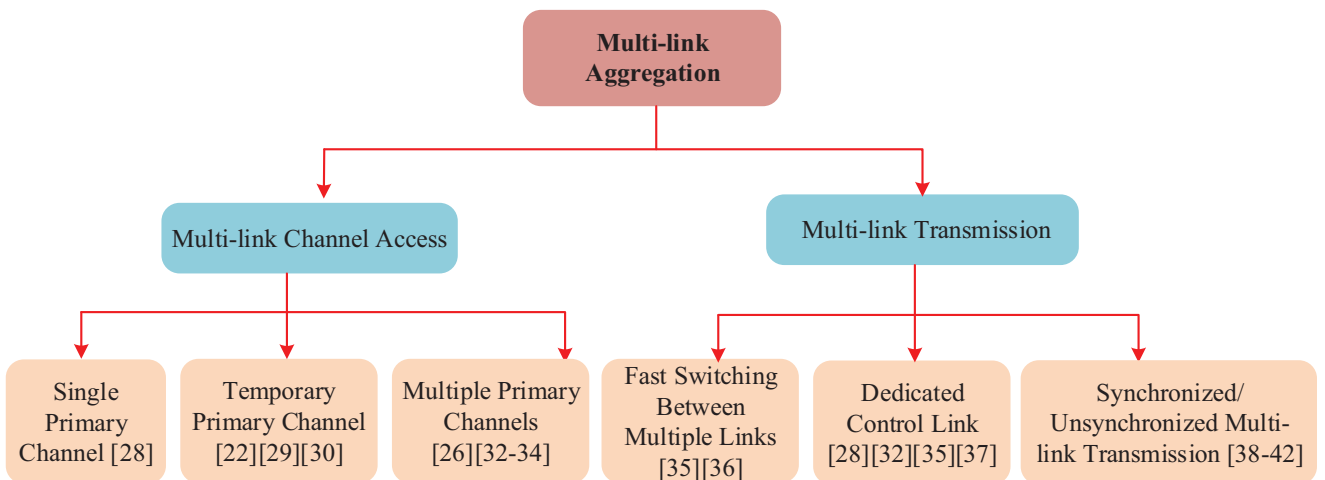 Multi-link
Aggregation
Multi-link Channel Access
Multi-link Transmission
Single
Primary
Channel [28]
Temporary
Primary Channel
[22][29][30]
Multiple Primary
Channels
[26][32-34]
Fast Switching
Between
Multiple Links
[35][36]
Dedicated
Control Link
[28][32][35][37]
Synchronized/
Unsynchronized Multi-
link Transmission [38-42]